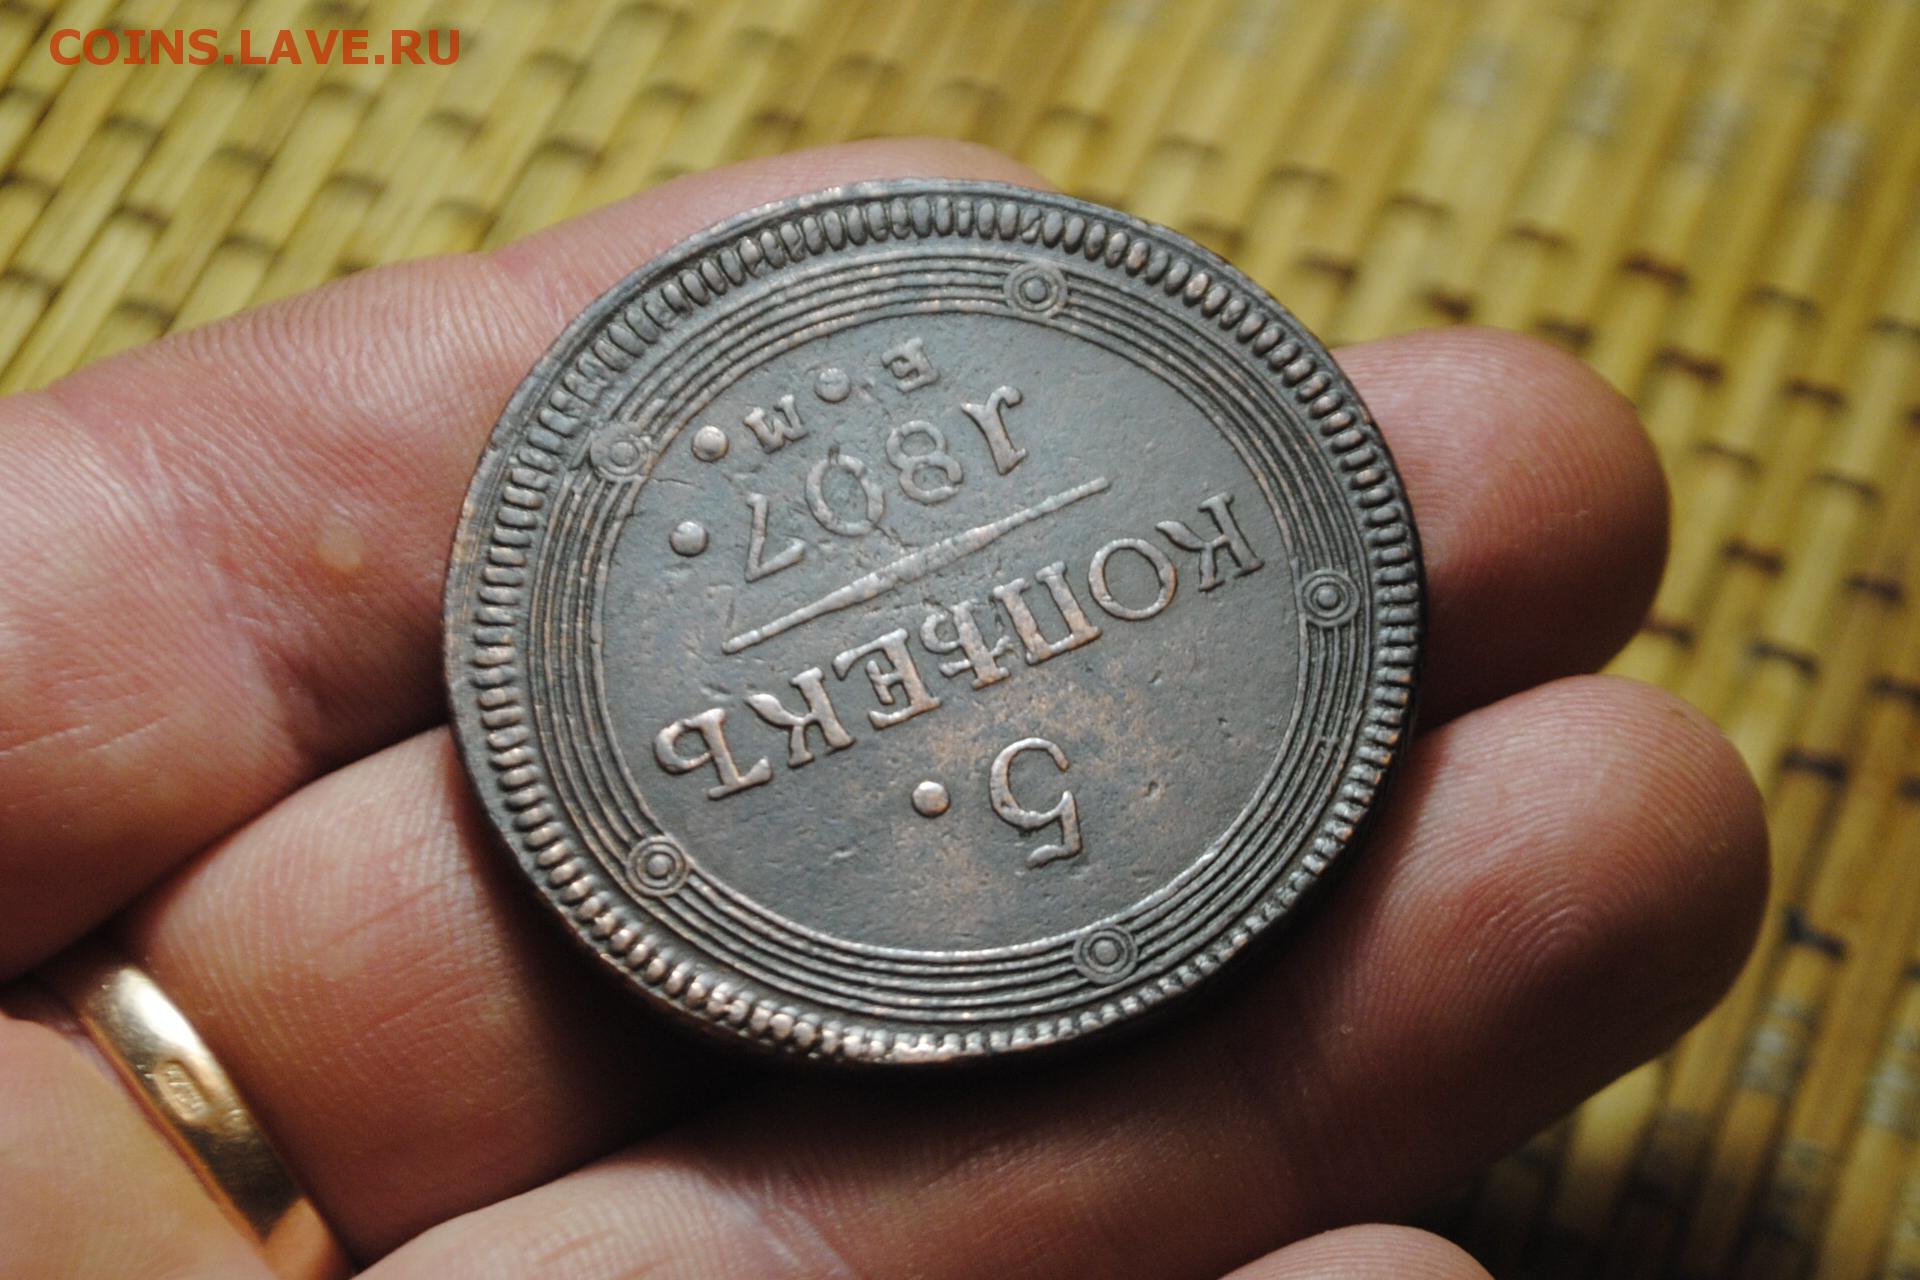 COINS.LAVE.RU
5 •
КОПѢЕКЪ
1807 •
Е • М •